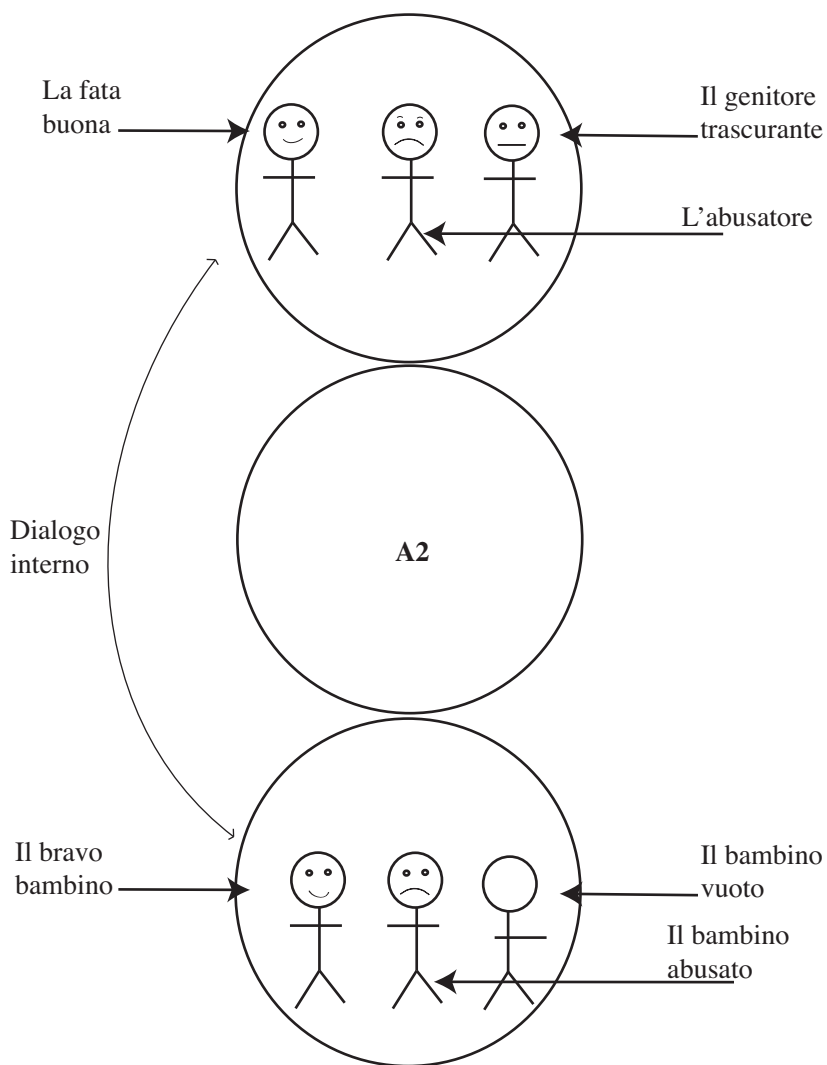 La fata
buona
Il genitore
trascurante
L'abusatore
Dialogo
interno
A2
Il bravo
bambino
Il bambino
vuoto
Il bambino
abusato